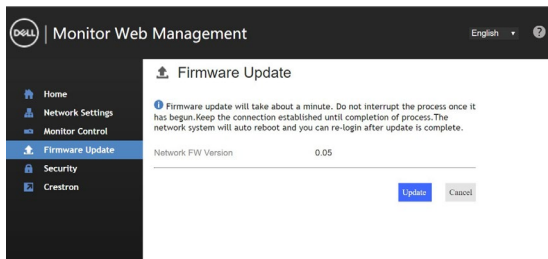 DELL | Monitor Web Management
English
Home
Network Settings
Monitor Control
Firmware Update
Security
Crestron
Firmware Update
Firmware update will take about a minute. Do not interrupt the process once it
has begun.Keep the connection established until completion of process.The
network system will auto reboot and you can re-login after update is complete.
Network FW Version 0.05
Update Cancel